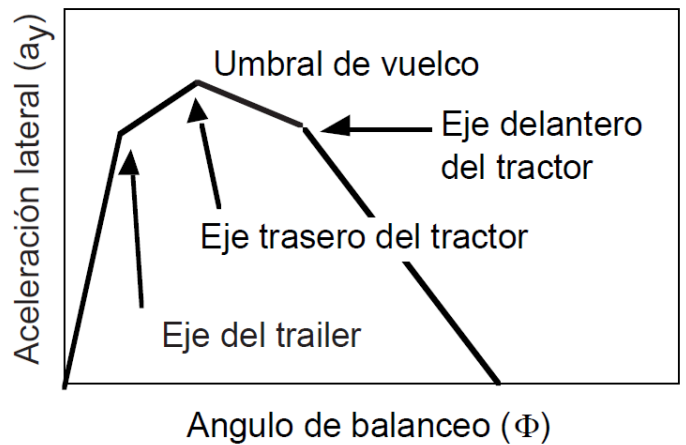 Aceleración lateral (ay)
Umbral de vuelco
Eje delantero
del tractor
Eje trasero del tractor
Eje del trailer
Angulo de balanceo (Φ)